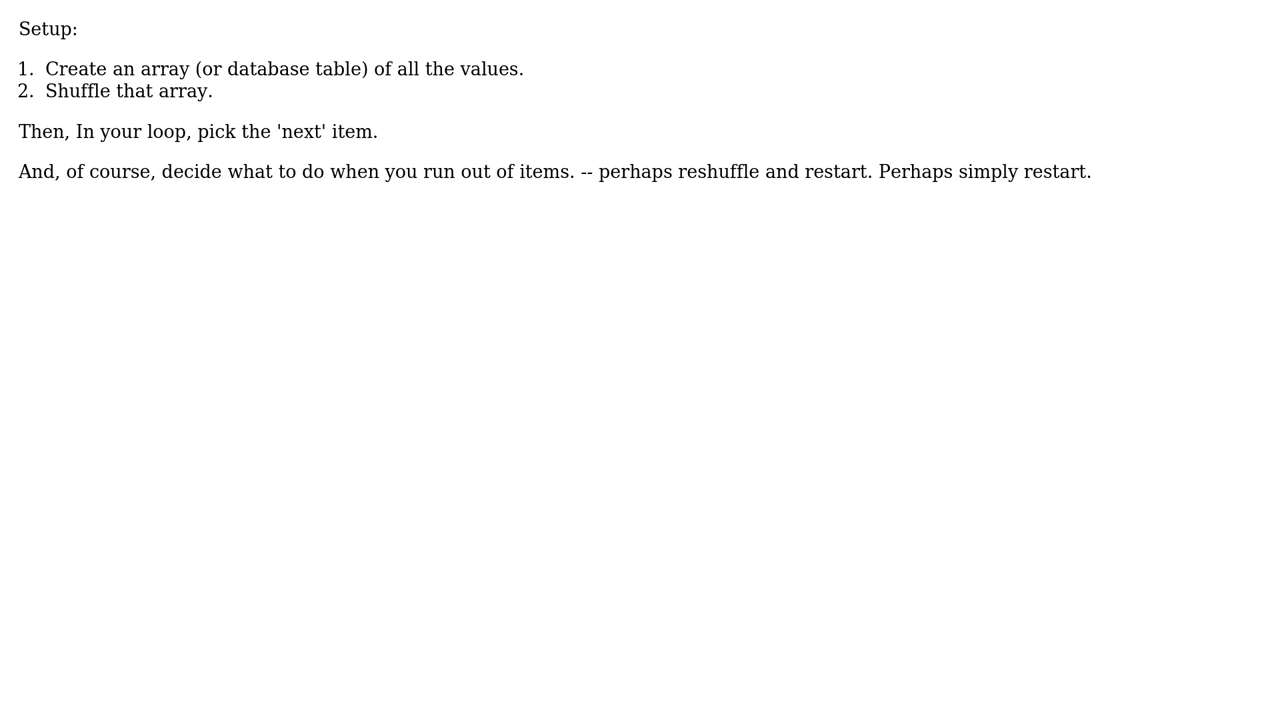 Setup:
1. Create an array (or database table) of all the values.
2. Shuffle that array.
Then, In your loop, pick the 'next' item.
And, of course, decide what to do when you run out of items. -- perhaps reshuffle and restart. Perhaps simply restart.